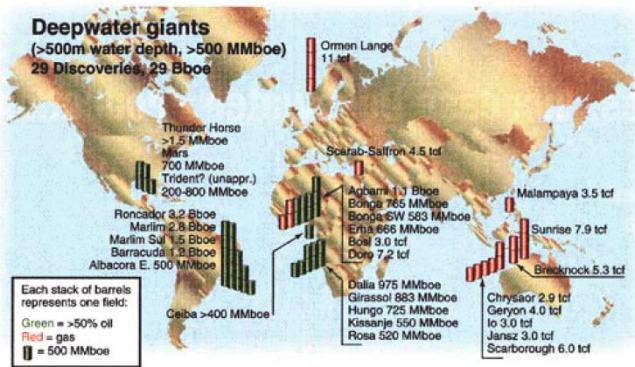 Deepwater giants
(>500m water depth, >500 MMboe)
29 Discoveries, 29 Bboe
Ormen Lange
11 tcf
Thunder Horse
>1.5 MMboe
Mars
700 MMboe
Trident? (unappr.)
200-800 MMboe
Scarab-Saffron 4.5 tcf
Roncador 3.2 Bboe
Marlim 2.8 Bboe
Marlim Sul 1.5 Bboe
Barracuda 1.2 Bboe
Albacora E. 500 MMboe
Ceiba >400 MMboe
Agbami 1.1 Bboe
Bonga 765 MMboe
Bonga SW 583 MMboe
Erha 666 MMboe
Bosi 3.0 tcf
Doro 7.2 tcf
Dalia 975 MMboe
Girassol 883 MMboe
Hungo 725 MMboe
Kissanje 550 MMboe
Rosa 520 MMboe
Malampaya 3.5 tcf
Sunrise 7.9 tcf
Brecknock 5.3 tcf
Chrysaor 2.9 tcf
Geryon 4.0 tcf
Io 3.0 tcf
Jansz 3.0 tcf
Scarborough 6.0 tcf
Each stack of barrels
represents one field:
Green = >50% oil
Red = gas
= 500 MMboe